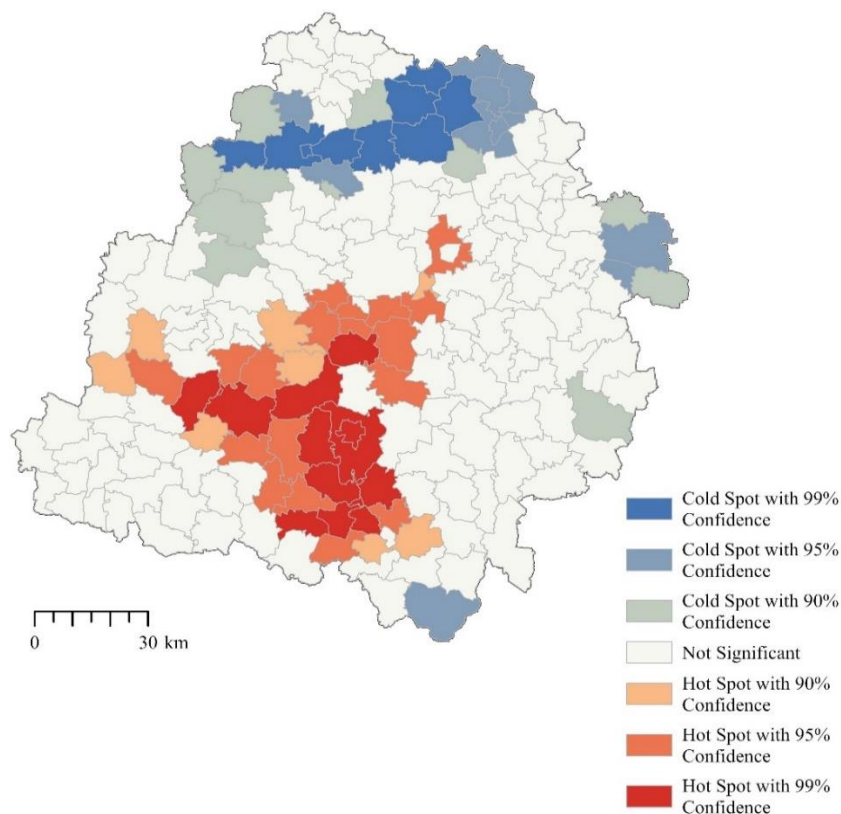 Cold Spot with 99%
Confidence
Cold Spot with 95%
Confidence
Cold Spot with 90%
Confidence
0 30 km
Not Significant
Hot Spot with 90%
Confidence
Hot Spot with 95%
Confidence
Hot Spot with 99%
Confidence